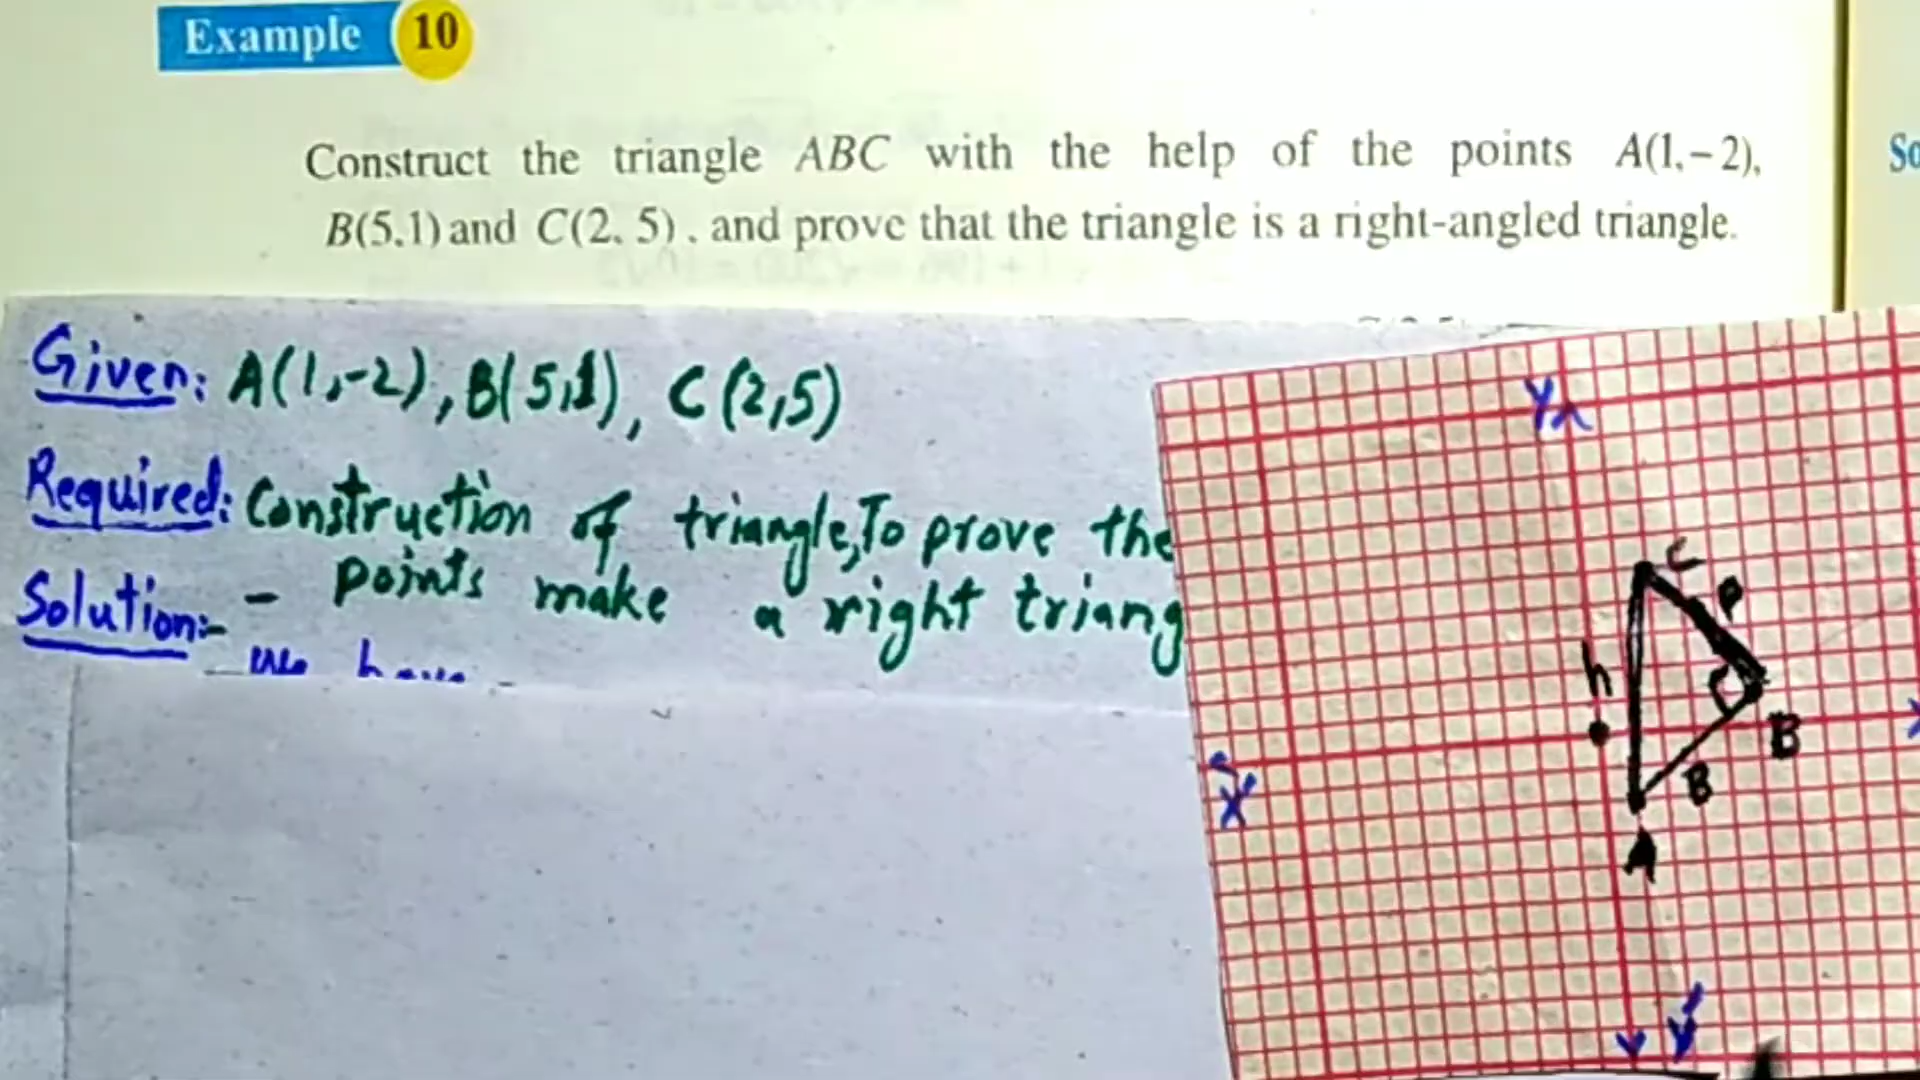 Example 10
Construct the triangle ABC with the help of the points A(1,-2),
B(5,1) and C(2, 5), and prove that the triangle is a right-angled triangle.
So
Given: A(1,-2), B(5,1), C(2,5)
Required: Construction of triangle, To prove the
points make a right triang
Solution:-
we have
Y
C
P
h
B
X'
B
A
Y'